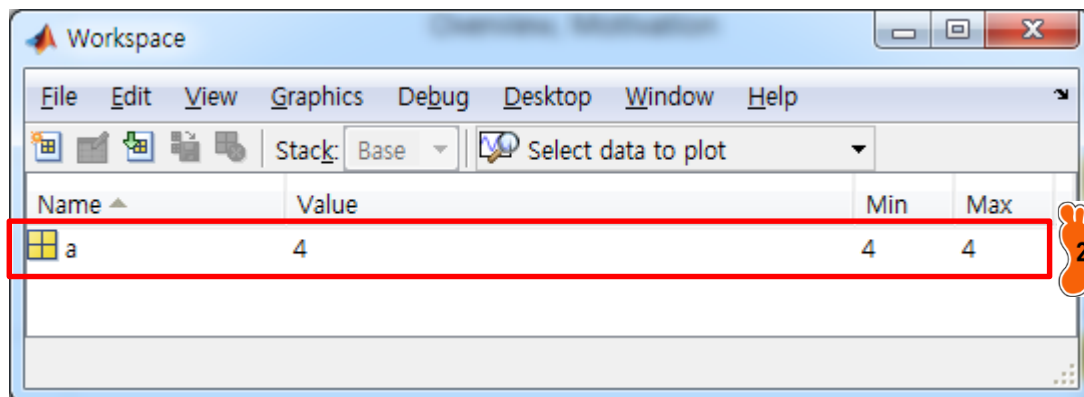 Workspace
File Edit View Graphics Debug Desktop Window Help
Stack: Base Select data to plot
Name Value Min Max
a 4 4 4
2